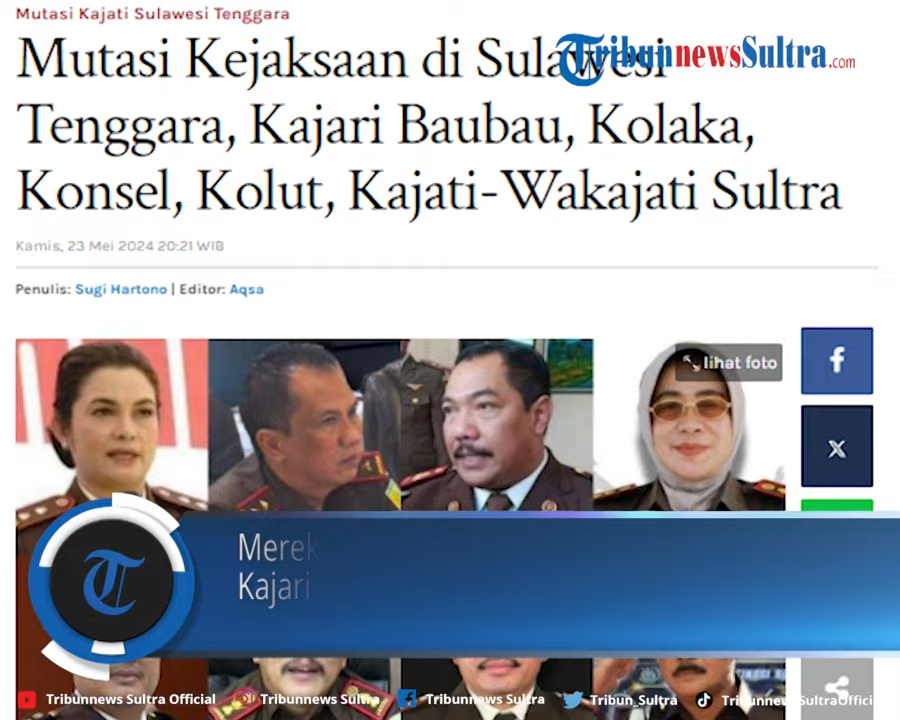 Mutasi Kajati Sulawesi Tenggara
Mutasi Kejaksaan di Sulawesi
TribunnewsSultra.com
Tenggara, Kajari Baubau, Kolaka,
Konsel, Kolut, Kajati-Wakajati Sultra
Kamis, 23 Mei 2024 20:21 WIB
Penulis: Sugi Hartono | Editor: Aqsa
lihat foto
Merek
Kajari
Tribunnews Sultra Official
Tribunnews Sultra
Tribunnews Sultra
Tribun_Sultra